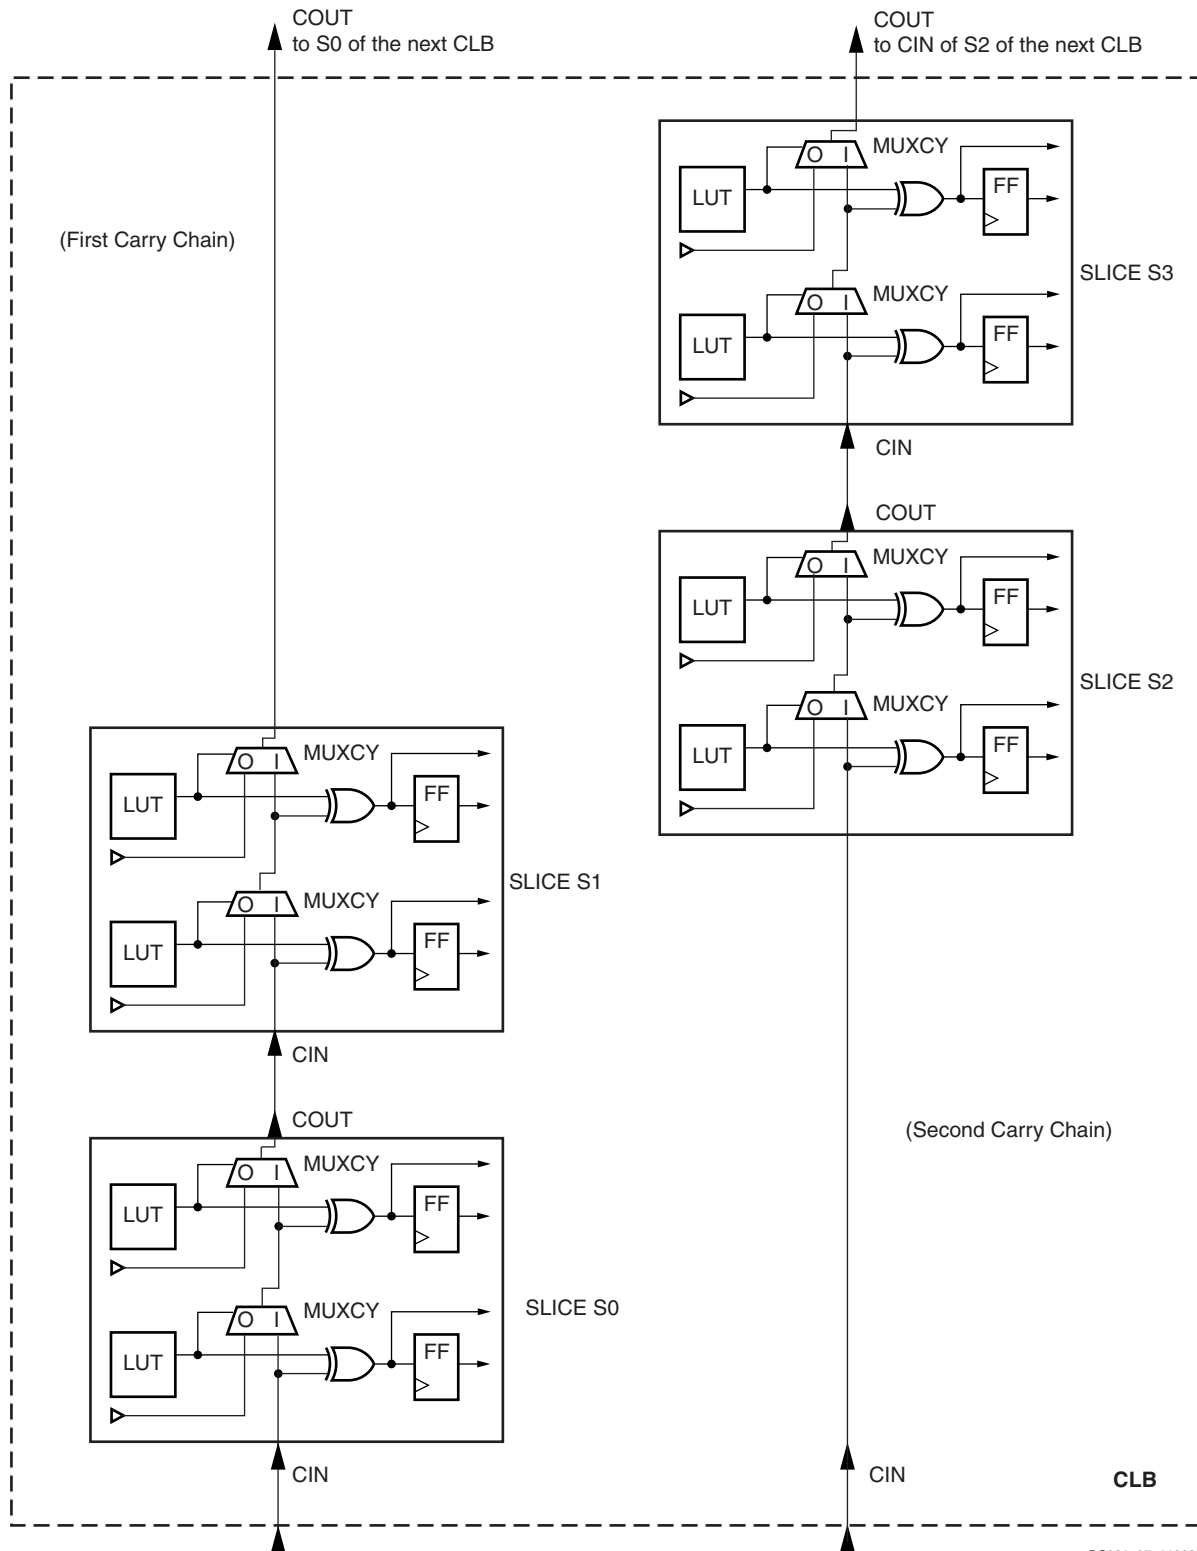 COUT
to S0 of the next CLB
COUT
to CIN of S2 of the next CLB
(First Carry Chain)
O I
MUXCY
LUT
FF
SLICE S3
O I
MUXCY
LUT
FF
CIN
COUT
O I
MUXCY
LUT
FF
SLICE S2
O I
MUXCY
LUT
FF
O I
MUXCY
LUT
FF
SLICE S1
O I
MUXCY
LUT
FF
CIN
COUT
(Second Carry Chain)
O I
MUXCY
LUT
FF
SLICE S0
O I
MUXCY
LUT
FF
CIN
CIN
CLB